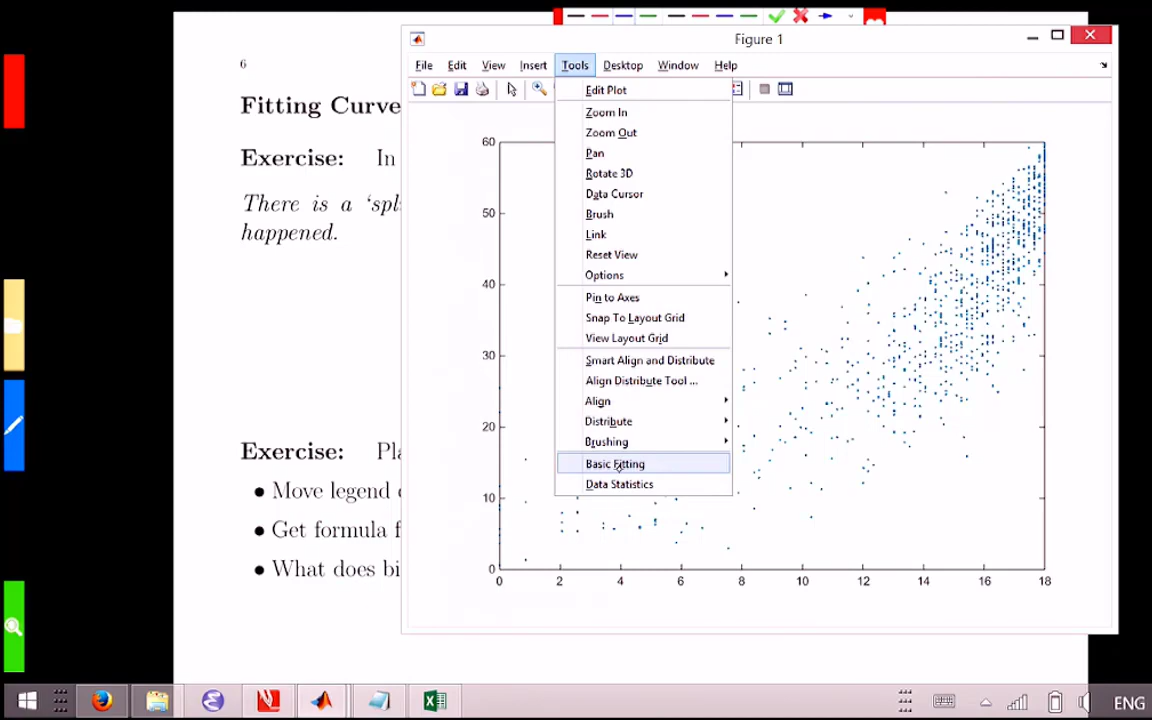 Figure 1
File Edit View Insert Tools Desktop Window Help
Edit Plot
Zoom In
Zoom Out
Pan
Rotate 3D
Data Cursor
Brush
Link
Reset View
Options
Pin to Axes
Snap To Layout Grid
View Layout Grid
Smart Align and Distribute
Align Distribute Tool ...
Align
Distribute
Brushing
Basic Fitting
Data Statistics
60
50
40
30
20
10
0
0 2 4 6 8 10 12 14 16 18
6
Fitting Curve
Exercise: In
There is a ‘spl
happened.
Exercise: Pl
• Move legend
• Get formula f
• What does bi
ENG